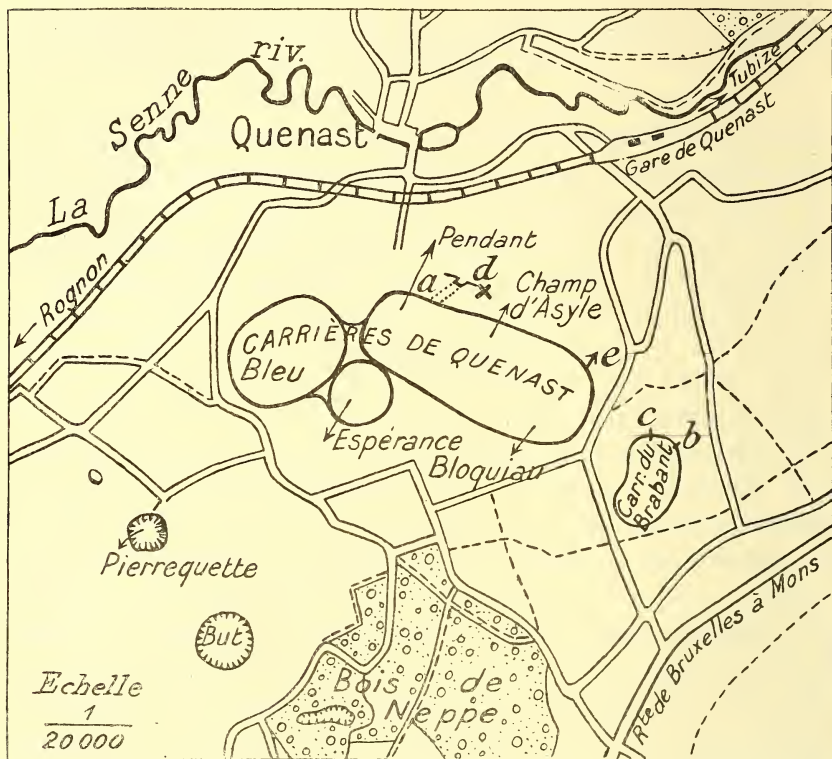 La Senne riv.
Quenast
Tubize
Gare de Quenast
Rognon
Pendant
a
d
Champ
d'Asyle
CARRIÈRES DE QUENAST
Bleu
e
Espérance
Bloquiau
c
b
Carr. du
Brabant
Pierrequette
But
Bois de
Neppe
Rte de Bruxelles à Mons
Echelle
1
20 000